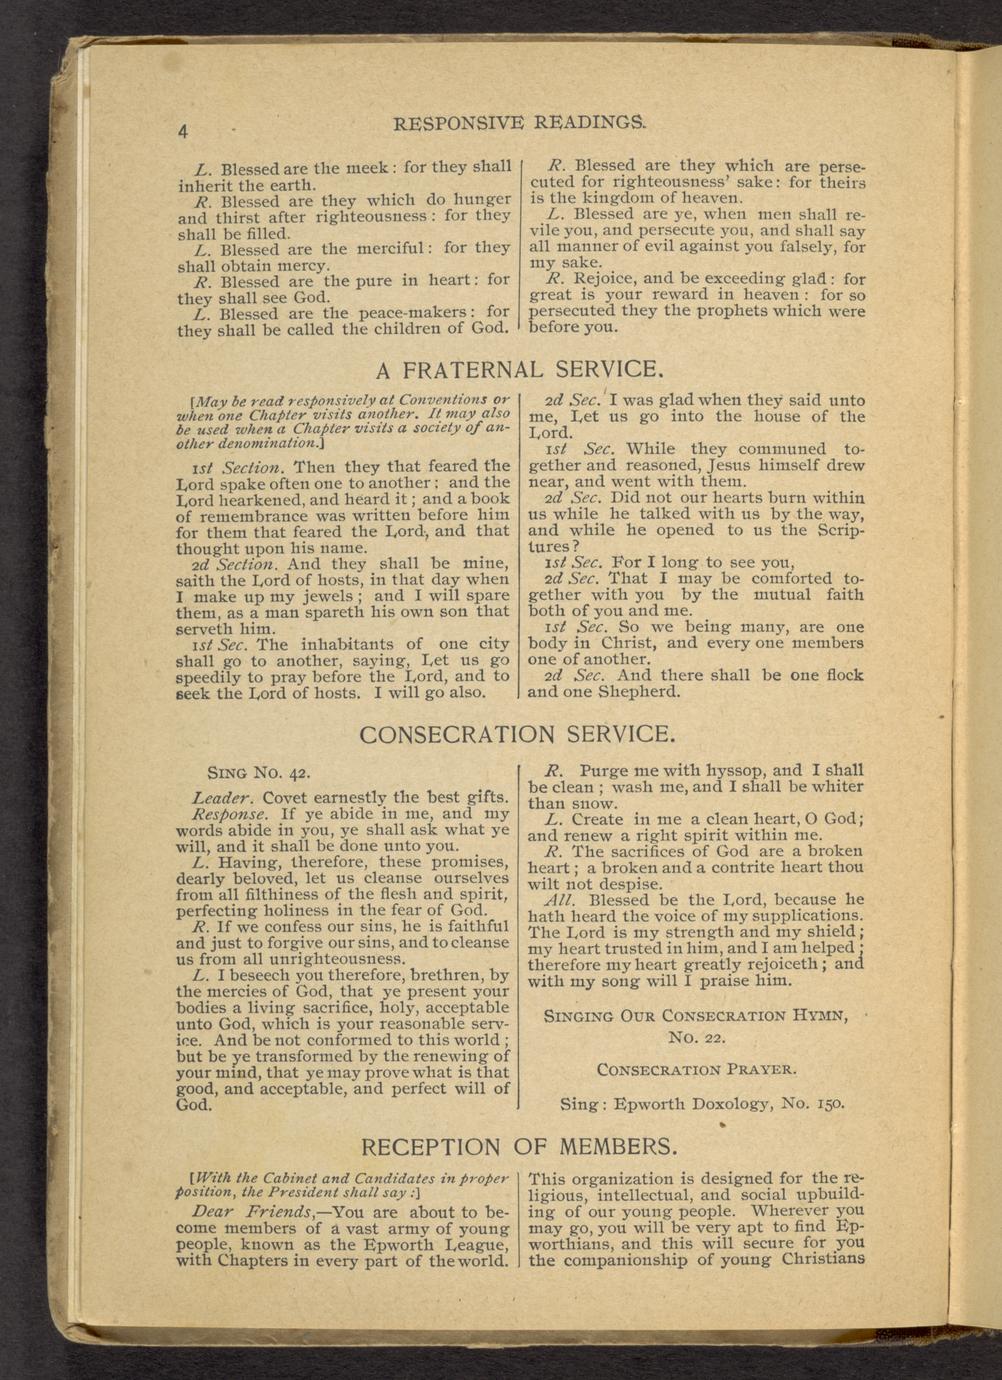 4
RESPONSIVE READINGS.
L. Blessed are the meek: for they shall
inherit the earth.
R. Blessed are they which do hunger
and thirst after righteousness: for they
shall be filled.
L. Blessed are the merciful: for they
shall obtain mercy.
R. Blessed are the pure in heart: for
they shall see God.
L. Blessed are the peace-makers: for
they shall be called the children of God.
R. Blessed are they which are perse-
cuted for righteousness' sake: for theirs
is the kingdom of heaven.
L. Blessed are ye, when men shall re-
vile you, and persecute you, and shall say
all manner of evil against you falsely, for
my sake.
R. Rejoice, and be exceeding glad: for
great is your reward in heaven: for so
persecuted they the prophets which were
before you.
A FRATERNAL SERVICE.
[May be read responsively at Conventions or
when one Chapter visits another. It may also
be used when a Chapter visits a society of an-
other denomination.]
1st Section. Then they that feared the
Lord spake often one to another; and the
Lord hearkened, and heard it; and a book
of remembrance was written before him
for them that feared the Lord, and that
thought upon his name.
2d Section. And they shall be mine,
saith the Lord of hosts, in that day when
I make up my jewels; and I will spare
them, as a man spareth his own son that
serveth him.
1st Sec. The inhabitants of one city
shall go to another, saying, Let us go
speedily to pray before the Lord, and to
seek the Lord of hosts. I will go also.
2d Sec. I was glad when they said unto
me, Let us go into the house of the
Lord.
1st Sec. While they communed to-
gether and reasoned, Jesus himself drew
near, and went with them.
2d Sec. Did not our hearts burn within
us while he talked with us by the way,
and while he opened to us the Scrip-
tures?
1st Sec. For I long to see you,
2d Sec. That I may be comforted to-
gether with you by the mutual faith
both of you and me.
1st Sec. So we being many, are one
body in Christ, and every one members
one of another.
2d Sec. And there shall be one flock
and one Shepherd.
CONSECRATION SERVICE.
SING NO. 42.
Leader. Covet earnestly the best gifts.
Response. If ye abide in me, and my
words abide in you, ye shall ask what ye
will, and it shall be done unto you.
L. Having, therefore, these promises,
dearly beloved, let us cleanse ourselves
from all filthiness of the flesh and spirit,
perfecting holiness in the fear of God.
R. If we confess our sins, he is faithful
and just to forgive our sins, and to cleanse
us from all unrighteousness.
L. I beseech you therefore, brethren, by
the mercies of God, that ye present your
bodies a living sacrifice, holy, acceptable
unto God, which is your reasonable serv-
ice. And be not conformed to this world;
but be ye transformed by the renewing of
your mind, that ye may prove what is that
good, and acceptable, and perfect will of
God.
R. Purge me with hyssop, and I shall
be clean; wash me, and I shall be whiter
than snow.
L. Create in me a clean heart, O God;
and renew a right spirit within me.
R. The sacrifices of God are a broken
heart; a broken and a contrite heart thou
wilt not despise.
All. Blessed be the Lord, because he
hath heard the voice of my supplications.
The Lord is my strength and my shield;
my heart trusted in him, and I am helped;
therefore my heart greatly rejoiceth; and
with my song will I praise him.
SINGING OUR CONSECRATION HYMN,
NO. 22.
CONSECRATION PRAYER.
Sing: Epworth Doxology, No. 150.
RECEPTION OF MEMBERS.
[With the Cabinet and Candidates in proper
position, the President shall say:]
Dear Friends,—You are about to be-
come members of a vast army of young
people, known as the Epworth League,
with Chapters in every part of the world.
This organization is designed for the re-
ligious, intellectual, and social upbuild-
ing of our young people. Wherever you
may go, you will be very apt to find Ep-
worthians, and this will secure for you
the companionship of young Christians